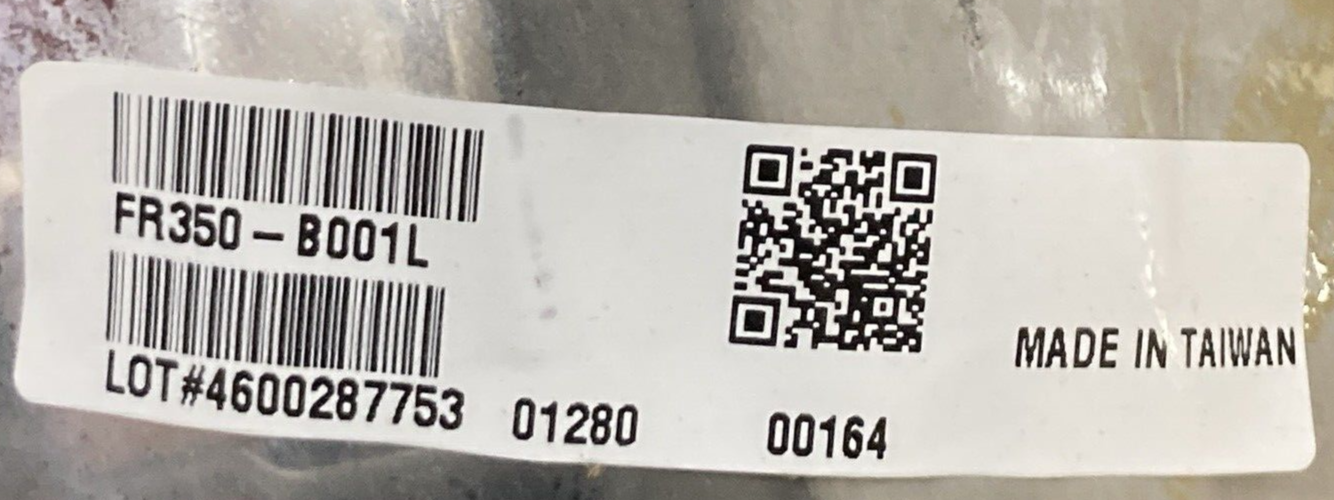 FR350-B001L
LOT#4600287753 01280 00164
MADE IN TAIWAN